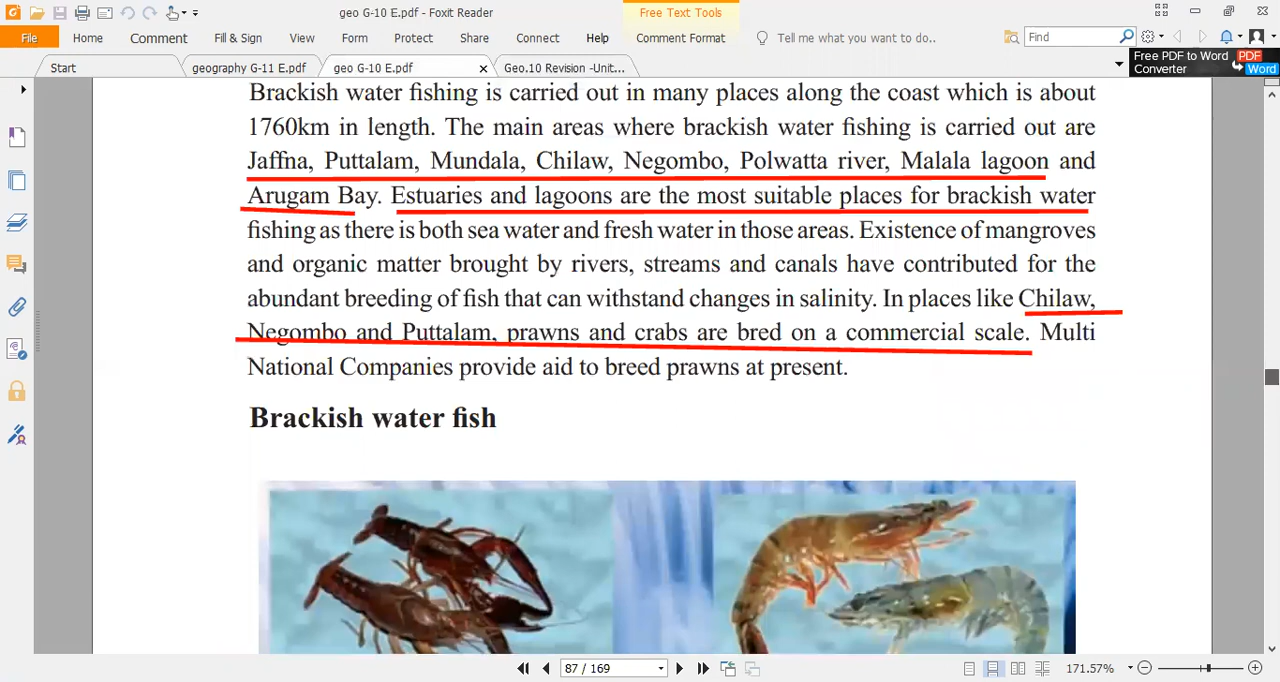 geo G-10 E.pdf - Foxit Reader
Free Text Tools
File Home Comment Fill & Sign View Form Protect Share Connect Help Comment Format Tell me what you want to do.. Find
Start geography G-11 E.pdf geo G-10 E.pdf Geo.10 Revision -Unit...
Free PDF to Word PDF
Converter Word
Brackish water fishing is carried out in many places along the coast which is about
1760km in length. The main areas where brackish water fishing is carried out are
Jaffna, Puttalam, Mundala, Chilaw, Negombo, Polwatta river, Malala lagoon and
Arugam Bay. Estuaries and lagoons are the most suitable places for brackish water
fishing as there is both sea water and fresh water in those areas. Existence of mangroves
and organic matter brought by rivers, streams and canals have contributed for the
abundant breeding of fish that can withstand changes in salinity. In places like Chilaw,
Negombo and Puttalam, prawns and crabs are bred on a commercial scale. Multi
National Companies provide aid to breed prawns at present.
Brackish water fish
87 / 169
171.57%